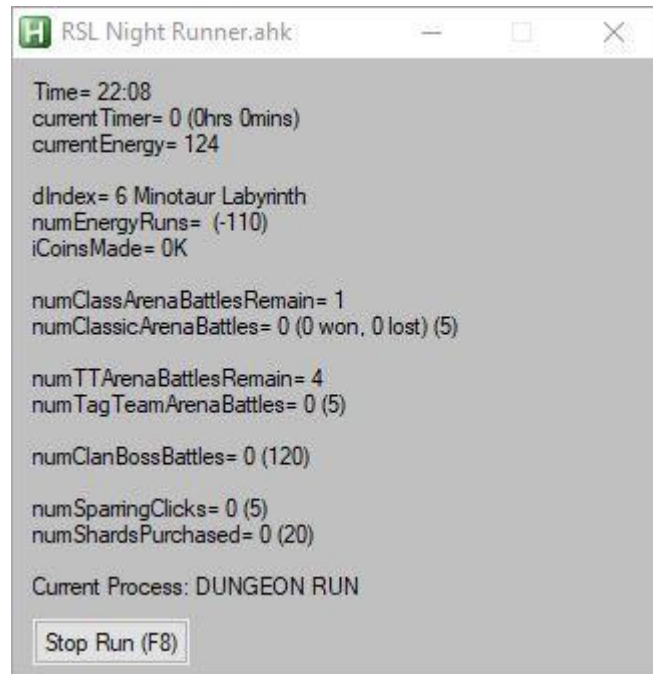 RSL Night Runner.ahk
Time= 22:08
currentTimer= 0 (0hrs 0mins)
currentEnergy= 124
dIndex= 6 Minotaur Labyrinth
numEnergyRuns=  (-110)
iCoinsMade= 0K
numClassArenaBattlesRemain= 1
numClassicArenaBattles= 0 (0 won, 0 lost) (5)
numTTArenaBattlesRemain= 4
numTagTeamArenaBattles= 0 (5)
numClanBossBattles= 0 (120)
numSparringClicks= 0 (5)
numShardsPurchased= 0 (20)
Current Process: DUNGEON RUN
Stop Run (F8)